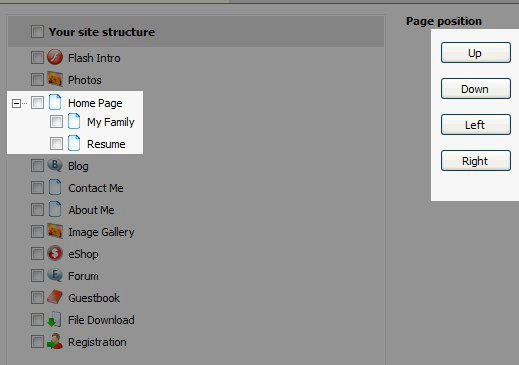 Your site structure
Flash Intro
Photos
Home Page
My Family
Resume
Blog
Contact Me
About Me
Image Gallery
eShop
Forum
Guestbook
File Download
Registration
Page position
Up
Down
Left
Right